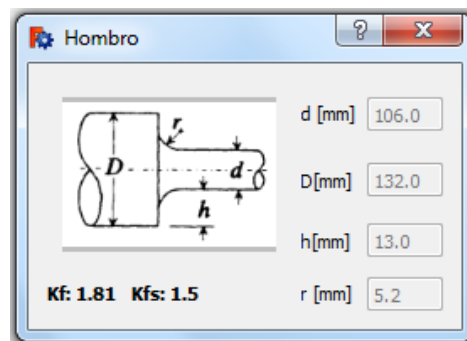 Hombro
?
r
D
d
h
d [mm] 106.0
D[mm] 132.0
h[mm] 13.0
Kf: 1.81 Kfs: 1.5
r [mm] 5.2